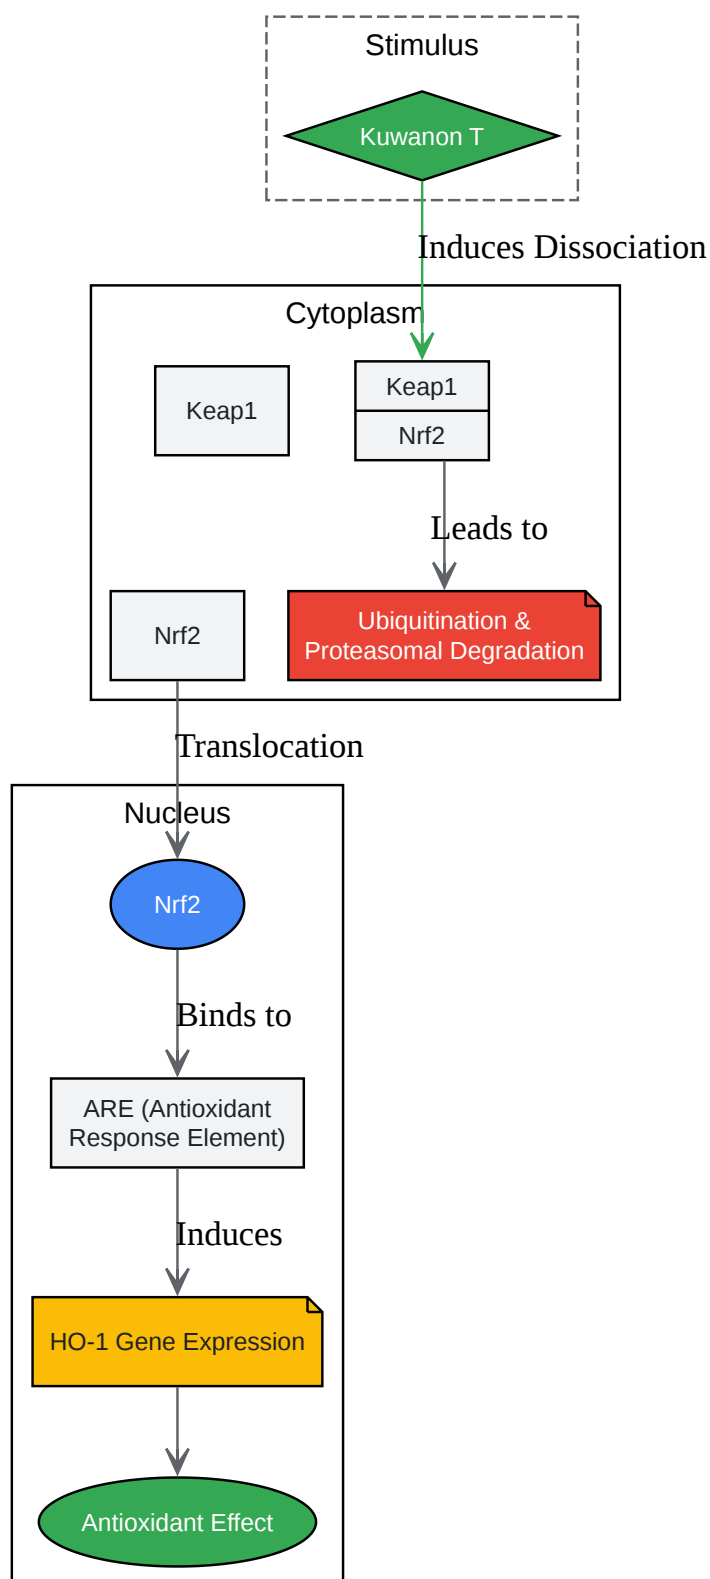 Stimulus
Kuwanon T
Induces Dissociation
Cytoplasm
Keap1
Keap1
Nrf2
Leads to
Nrf2
Ubiquitination &
Proteasomal Degradation
Translocation
Nucleus
Nrf2
Binds to
ARE (Antioxidant
Response Element)
Induces
HO-1 Gene Expression
Antioxidant Effect